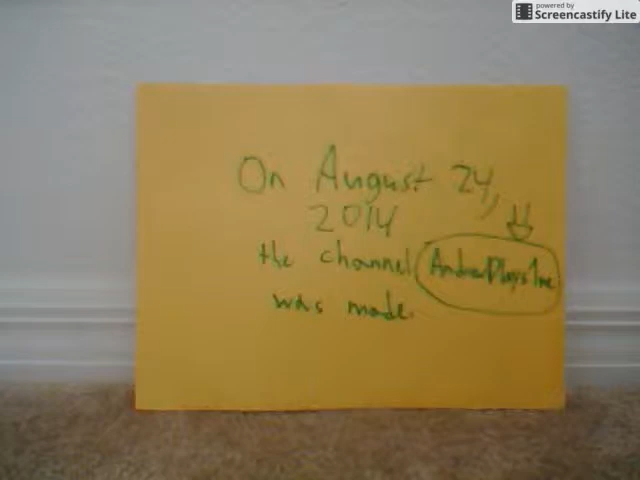 powered by
Screencastify Lite
On August 24,
2014
the channel
was made.